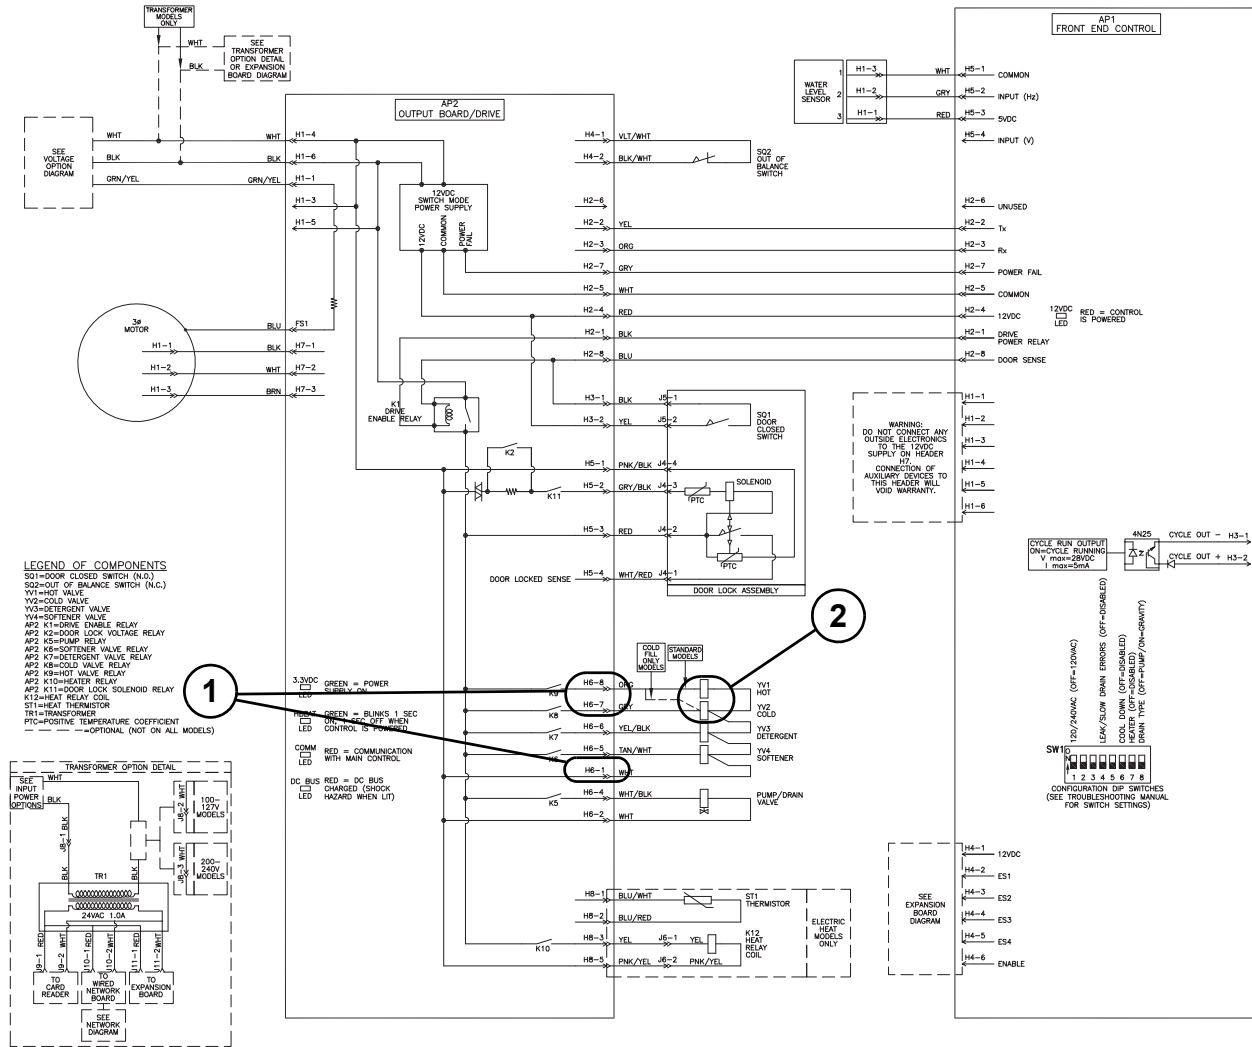 TRANSFORMER
MODELS
ONLY
WHT
BLK
SEE
TRANSFORMER
OPTION DETAIL
OR EXPANSION
BOARD DIAGRAM
SEE
VOLTAGE
OPTION
DIAGRAM
WHT
BLK
GRN/YEL
WHT
BLK
GRN/YEL
H1-4
H1-6
H1-1
H1-3
H1-5
AP2
OUTPUT BOARD/DRIVE
12VDC
SWITCH MODE
POWER SUPPLY
12VDC
COMMON
POWER
FAIL
3ø
MOTOR
H1-1
H1-2
H1-3
BLU
BLK
WHT
BRN
FS1
H7-1
H7-2
H7-3
K1
DRIVE
ENABLE RELAY
K2
K11
H4-1 VLT/WHT
H4-2 BLK/WHT
SQ2
OUT OF
BALANCE
SWITCH
H2-6
H2-2 YEL
H2-3 ORG
H2-7 GRY
H2-5 WHT
H2-4 RED
H2-1 BLK
H2-8 BLU
H3-1 BLK J5-1
H3-2 YEL J5-2
SQ1
DOOR
CLOSED
SWITCH
H5-1 PNK/BLK J4-4
H5-2 GRY/BLK J4-3
PTC
SOLENOID
H5-3 RED J4-2
PTC
DOOR LOCKED SENSE H5-4 WHT/RED J4-1
DOOR LOCK ASSEMBLY
AP1
FRONT END CONTROL
WATER
LEVEL
SENSOR
1 H1-3 WHT H5-1 COMMON
2 H1-2 GRY H5-2 INPUT (Hz)
3 H1-1 RED H5-3 5VDC
H5-4 INPUT (V)
H2-6 UNUSED
H2-2 Tx
H2-3 Rx
H2-7 POWER FAIL
H2-5 COMMON
H2-4 12VDC
12VDC
LED
RED = CONTROL
IS POWERED
H2-1 DRIVE
POWER RELAY
H2-8 DOOR SENSE
WARNING:
DO NOT CONNECT ANY
OUTSIDE ELECTRONICS
TO THE 12VDC
SUPPLY ON HEADER
H7.
CONNECTION OF
AUXILIARY DEVICES TO
THIS HEADER WILL
VOID WARRANTY.
H1-1
H1-2
H1-3
H1-4
H1-5
H1-6
CYCLE RUN OUTPUT
ON=CYCLE RUNNING
V max=28VDC
I max=5mA
4N25
CYCLE OUT - H3-1
CYCLE OUT + H3-2
120/240VAC (OFF=120VAC)
LEAK/SLOW DRAIN ERRORS (OFF=DISABLED)
COOL DOWN (OFF=DISABLED)
HEATER (OFF=DISABLED)
DRAIN TYPE (OFF=PUMP/ON=GRAVITY)
SW1
ON
1 2 3 4 5 6 7 8
CONFIGURATION DIP SWITCHES
(SEE TROUBLESHOOTING MANUAL
FOR SWITCH SETTINGS)
LEGEND OF COMPONENTS
SQ1=DOOR CLOSED SWITCH (N.O.)
SQ2=OUT OF BALANCE SWITCH (N.C.)
YV1=HOT VALVE
YV2=COLD VALVE
YV3=DETERGENT VALVE
YV4=SOFTENER VALVE
AP2 K1=DRIVE ENABLE RELAY
AP2 K2=DOOR LOCK VOLTAGE RELAY
AP2 K5=PUMP RELAY
AP2 K6=SOFTENER VALVE RELAY
AP2 K7=DETERGENT VALVE RELAY
AP2 K8=COLD VALVE RELAY
AP2 K9=HOT VALVE RELAY
AP2 K10=HEATER RELAY
AP2 K11=DOOR LOCK SOLENOID RELAY
K12=HEAT RELAY COIL
ST1=HEAT THERMISTOR
TR1=TRANSFORMER
PTC=POSITIVE TEMPERATURE COEFFICIENT
=OPTIONAL (NOT ON ALL MODELS)
1
2
3.3VDC
LED
GREEN = POWER
SUPPLY ON
LED
GREEN = BLINKS 1 SEC
ON, 1 SEC OFF WHEN
CONTROL IS POWERED
COMM
LED
RED = COMMUNICATION
WITH MAIN CONTROL
DC BUS
LED
RED = DC BUS
CHARGED (SHOCK
HAZARD WHEN LIT)
COLD
FILL
ONLY
MODELS
STANDARD
MODELS
K9 H6-8 ORG
YV1
HOT
K8 H6-7 GRY
YV2
COLD
K7 H6-6 YEL/BLK
YV3
DETERGENT
H6-5 TAN/WHT
YV4
SOFTENER
H6-1 WHT
K5 H6-4 WHT/BLK
PUMP/DRAIN
VALVE
H6-2 WHT
H8-1 BLU/WHT
ST1
THERMISTOR
H8-2 BLU/RED
K10 H8-3 YEL J6-1 YEL
K12
HEAT
RELAY
COIL
H8-5 PNK/YEL J6-2 PNK/YEL
ELECTRIC
HEAT
MODELS
ONLY
SEE
EXPANSION
BOARD
DIAGRAM
H4-1 12VDC
H4-2 ES1
H4-3 ES2
H4-4 ES3
H4-5 ES4
H4-6 ENABLE
TRANSFORMER OPTION DETAIL
SEE
INPUT
POWER
OPTIONS
WHT
BLK
J8-1 BLK
BLK
BLK
J8-2 WHT
100-
127V
MODELS
J8-3 WHT
200-
240V
MODELS
TR1
24VAC 1.0A
J9-1 RED
J9-2 WHT
J10-1 RED
J10-2 WHT
J11-1 RED
J11-2 WHT
TO
CARD
READER
TO
WIRED
NETWORK
BOARD
TO
EXPANSION
BOARD
SEE
NETWORK
DIAGRAM